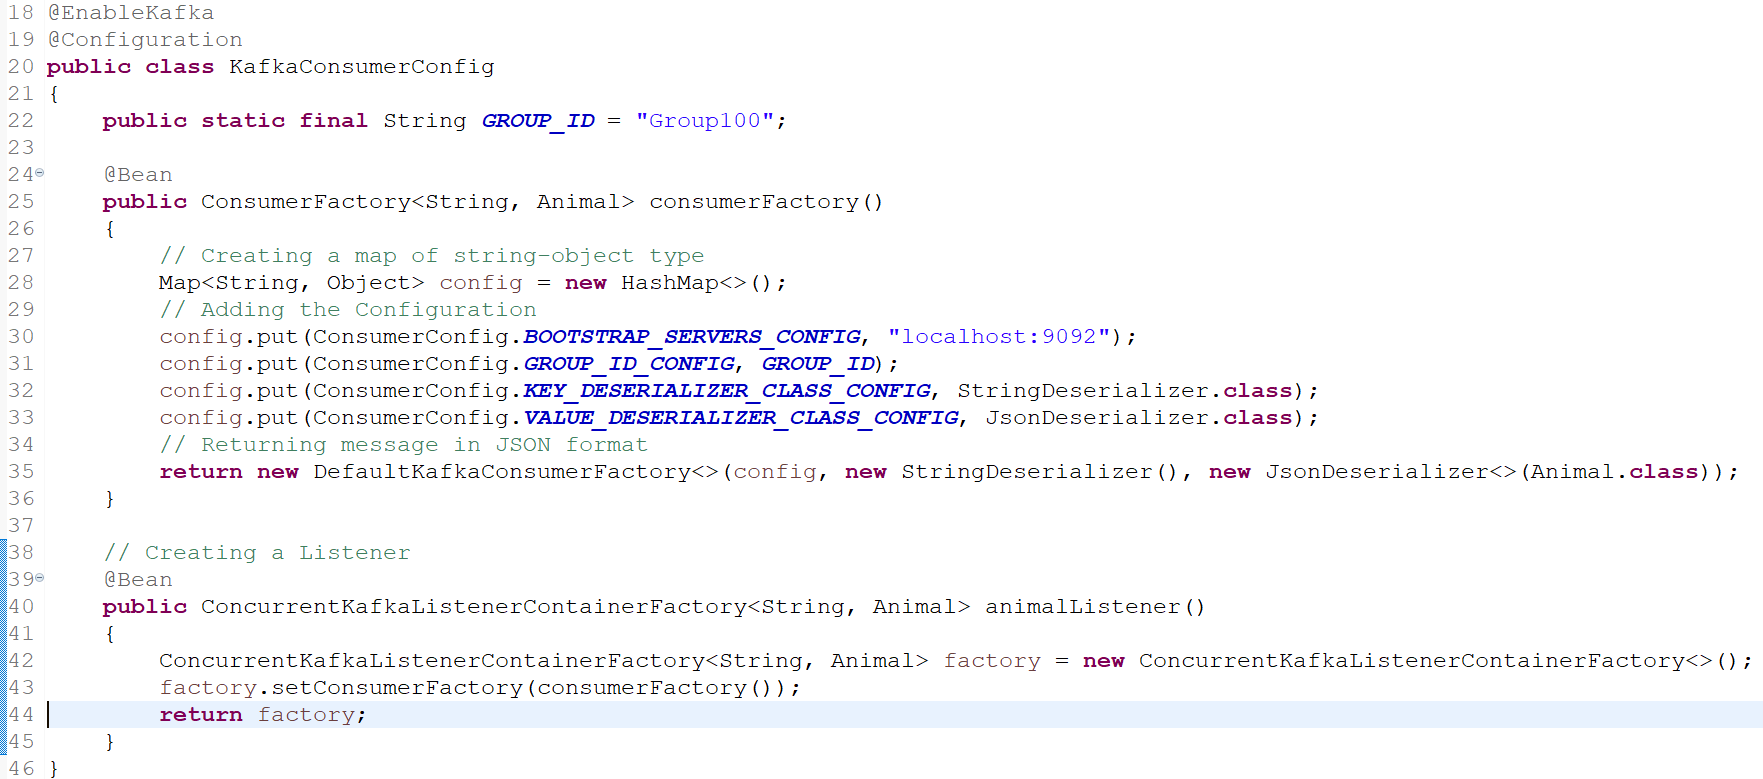 18 @EnableKafka
19 @Configuration
20 public class KafkaConsumerConfig
21 {
22     public static final String GROUP_ID = "Group100";
23
24     @Bean
25     public ConsumerFactory<String, Animal> consumerFactory()
26     {
27         // Creating a map of string-object type
28         Map<String, Object> config = new HashMap<>();
29         // Adding the Configuration
30         config.put(ConsumerConfig.BOOTSTRAP_SERVERS_CONFIG, "localhost:9092");
31         config.put(ConsumerConfig.GROUP_ID_CONFIG, GROUP_ID);
32         config.put(ConsumerConfig.KEY_DESERIALIZER_CLASS_CONFIG, StringDeserializer.class);
33         config.put(ConsumerConfig.VALUE_DESERIALIZER_CLASS_CONFIG, JsonDeserializer.class);
34         // Returning message in JSON format
35         return new DefaultKafkaConsumerFactory<>(config, new StringDeserializer(), new JsonDeserializer<>(Animal.class));
36     }
37
38     // Creating a Listener
39     @Bean
40     public ConcurrentKafkaListenerContainerFactory<String, Animal> animalListener()
41     {
42         ConcurrentKafkaListenerContainerFactory<String, Animal> factory = new ConcurrentKafkaListenerContainerFactory<>();
43         factory.setConsumerFactory(consumerFactory());
44         return factory;
45     }
46 }